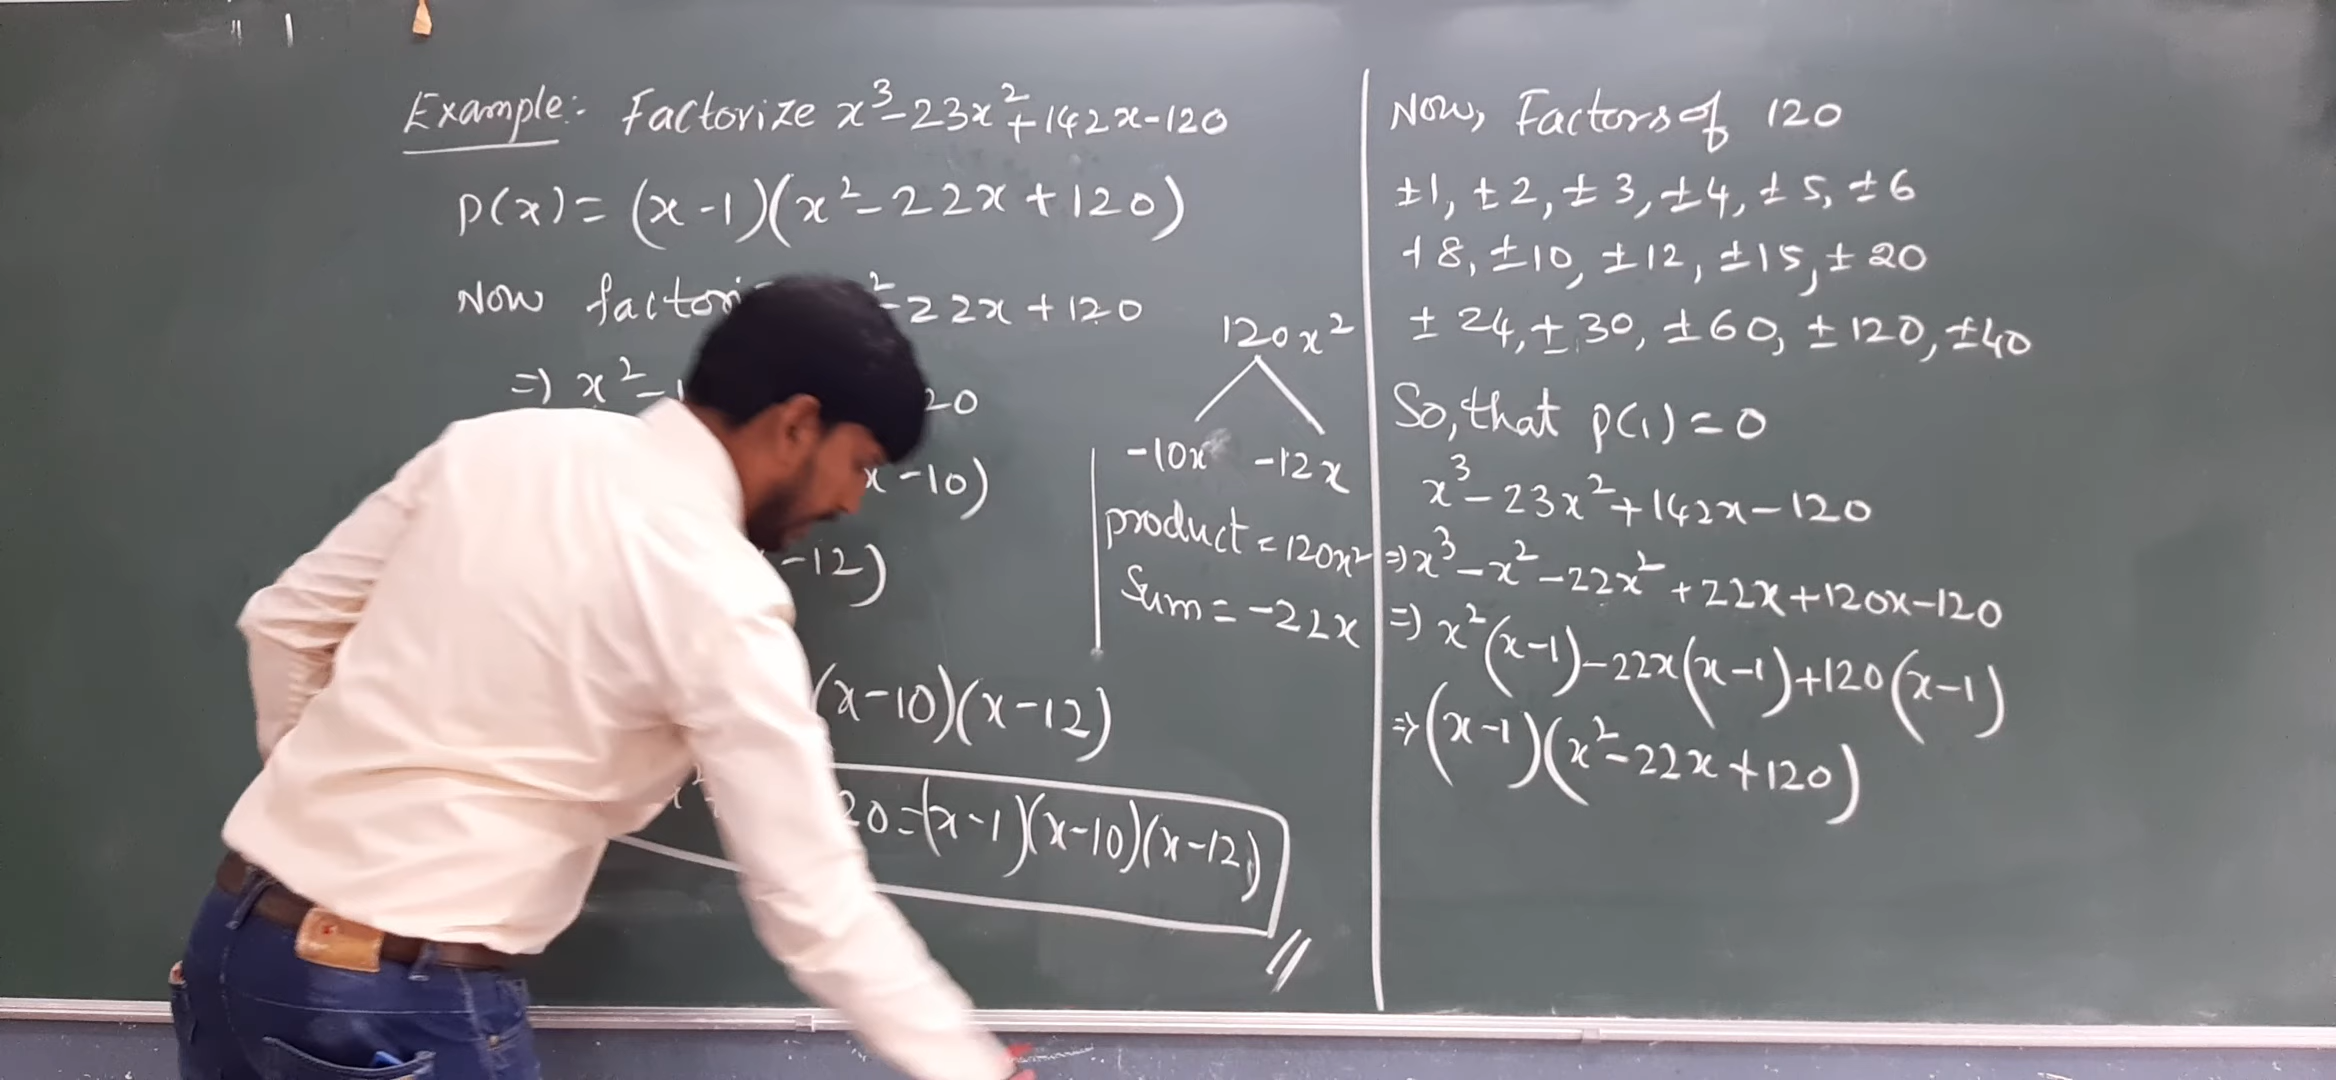 Example:- Factorize x³-23x²+142x-120
p(x)= (x-1)(x²-22x+120)
Now ²-22x+120
=) x²- 20
x-10)
-12)
(x-10)(x-12)
20=(x-1)(x-10)(x-12)
120x²
-10x -12x
product = 120x²
Sum = -22x
Now, Factors of 120
±1, ±2, ±3, ±4, ±5, ±6
+8, ±10, ±12, ±15, ±20
± 24, ±30, ±60, ±120, ±40
So, that p(1) = 0
x³-23x²+142x-120
=) x³-x²-22x²+22x+120x-120
=) x²(x-1)-22x(x-1)+120(x-1)
=> (x-1)(x²-22x+120)